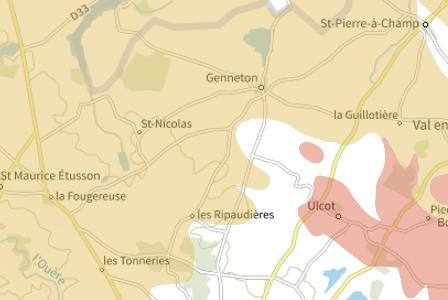 D33
St-Pierre-à-Champ
Genneton
la Guillotière
St-Nicolas
Val en
St Maurice Étusson
la Fougereuse
Ulcot
les Ripaudières
Pie
Bo
les Tonneries
l'Ouère